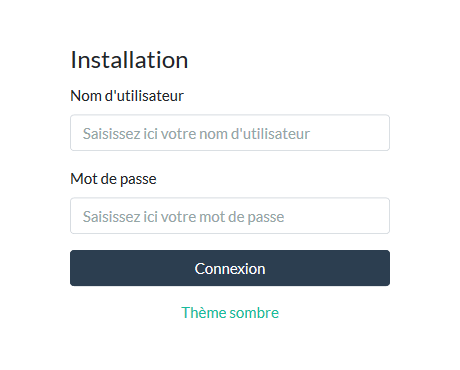 Installation
Nom d'utilisateur
Saisissez ici votre nom d'utilisateur
Mot de passe
Saisissez ici votre mot de passe
Connexion
Thème sombre